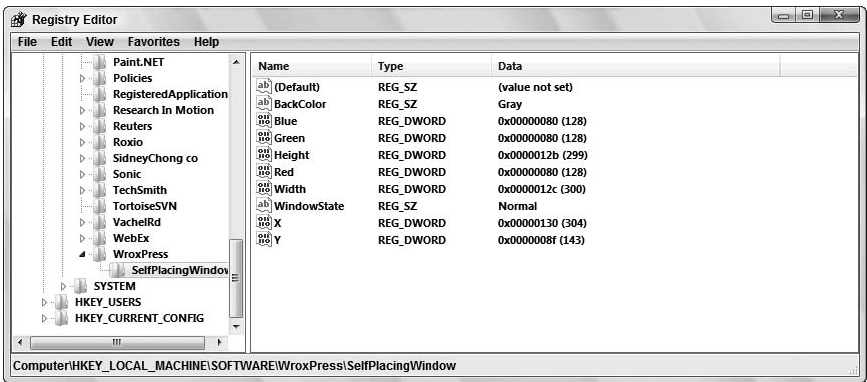 Registry Editor
File Edit View Favorites Help
Paint.NET
Policies
RegisteredApplication
Research In Motion
Reuters
Roxio
SidneyChong co
Sonic
TechSmith
TortoiseSVN
VachelRd
WebEx
WroxPress
SelfPlacingWindov
SYSTEM
HKEY_USERS
HKEY_CURRENT_CONFIG
Name Type Data
(Default) REG_SZ (value not set)
BackColor REG_SZ Gray
Blue REG_DWORD 0x00000080 (128)
Green REG_DWORD 0x00000080 (128)
Height REG_DWORD 0x0000012b (299)
Red REG_DWORD 0x00000080 (128)
Width REG_DWORD 0x0000012c (300)
WindowState REG_SZ Normal
X REG_DWORD 0x00000130 (304)
Y REG_DWORD 0x0000008f (143)
Computer\HKEY_LOCAL_MACHINE\SOFTWARE\WroxPress\SelfPlacingWindow